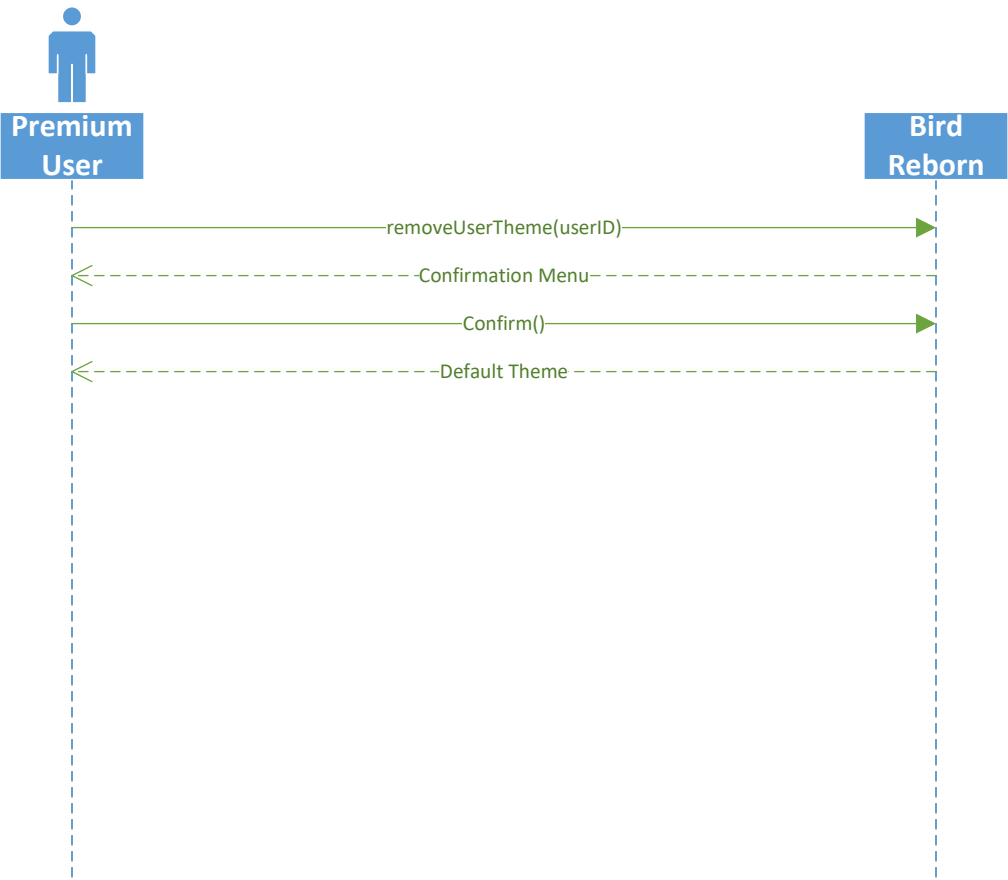 Premium
User
Bird
Reborn
removeUserTheme(userID)
Confirmation Menu
Confirm()
Default Theme